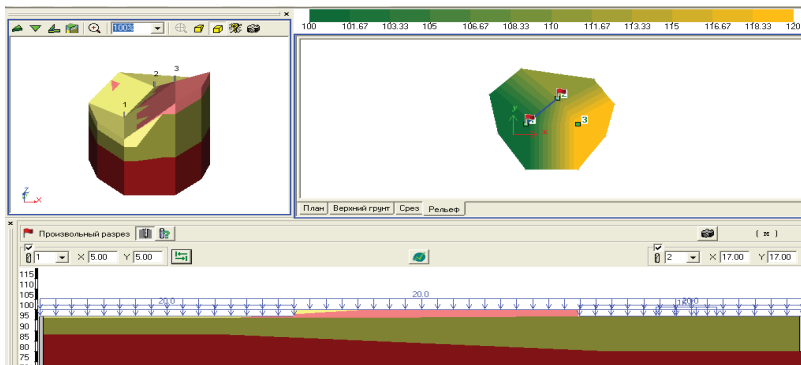 100%
100 101.67 103.33 105 106.67 108.33 110 111.67 113.33 115 116.67 118.33 120
1 2 3
Z
X
y
3
План Верхний грунт Срез Рельеф
Произвольный разрез
( м )
1 X 5.00 Y 5.00
2 X 17.00 Y 17.00
115
110
105
100
95
90
85
80
75
20.0 20.0 20.0